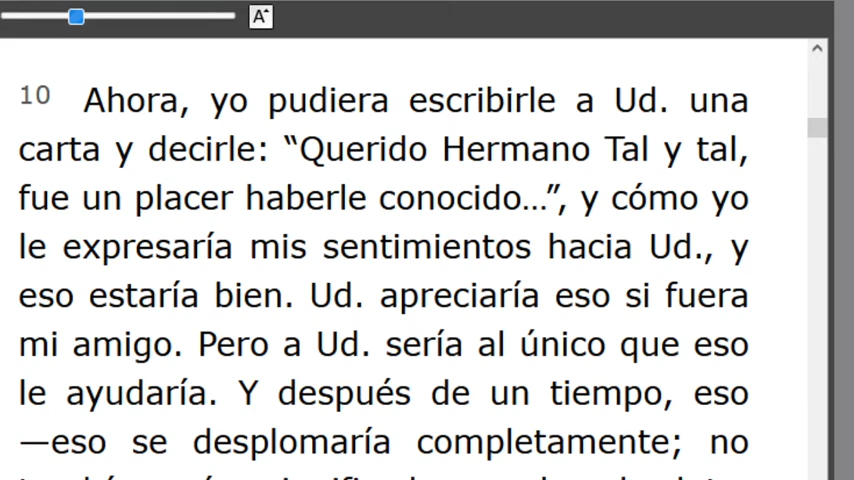 A
10 Ahora, yo pudiera escribirle a Ud. una
carta y decirle: “Querido Hermano Tal y tal,
fue un placer haberle conocido…”, y cómo yo
le expresaría mis sentimientos hacia Ud., y
eso estaría bien. Ud. apreciaría eso si fuera
mi amigo. Pero a Ud. sería al único que eso
le ayudaría. Y después de un tiempo, eso
—eso se desplomaría completamente; no